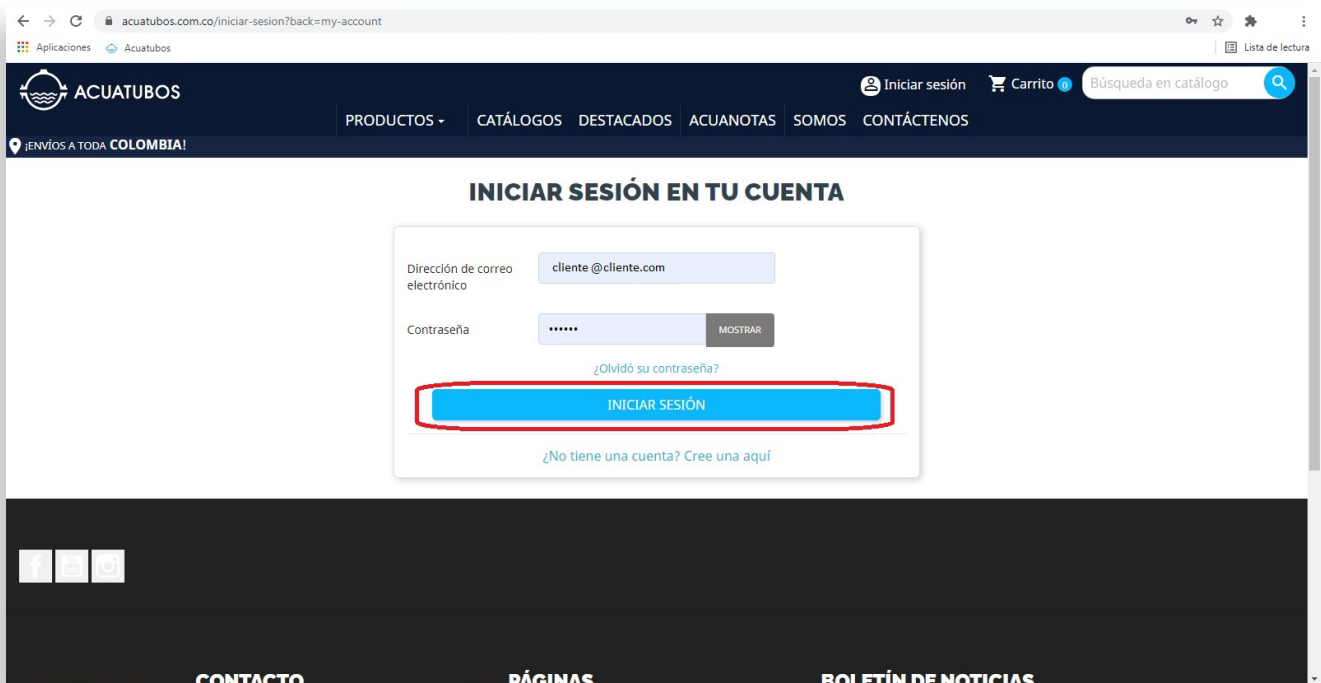 acuatubos.com.co/iniciar-sesion?back=my-account
Aplicaciones Acuatubos Lista de lectura
ACUATUBOS Iniciar sesión Carrito 0 Búsqueda en catálogo
PRODUCTOS CATÁLOGOS DESTACADOS ACUANOTAS SOMOS CONTÁCTENOS
¡ENVÍOS A TODA COLOMBIA!
INICIAR SESIÓN EN TU CUENTA
Dirección de correo
electrónico
cliente @cliente.com
Contraseña •••••• MOSTRAR
¿Olvidó su contraseña?
INICIAR SESIÓN
¿No tiene una cuenta? Cree una aquí
CONTACTO PÁGINAS BOLETÍN DE NOTICIAS